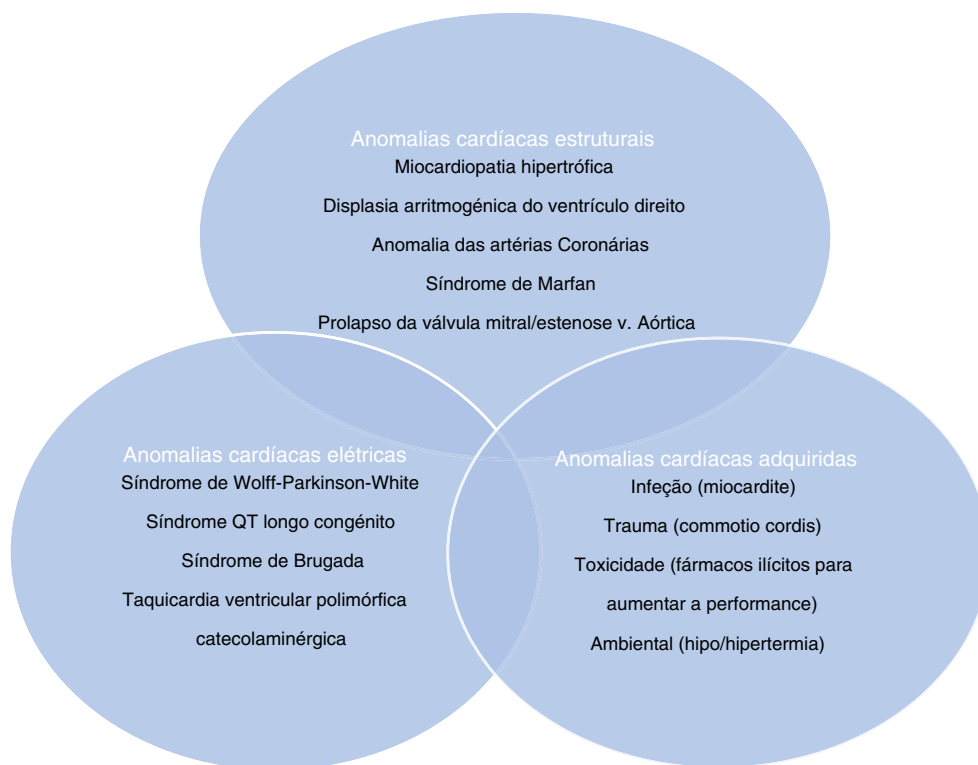 Anomalias cardíacas estruturais
Miocardiopatia hipertrófica
Displasia arritmogénica do ventrículo direito
Anomalia das artérias Coronárias
Síndrome de Marfan
Prolapso da válvula mitral/estenose v. Aórtica
Anomalias cardíacas elétricas
Síndrome de Wolff-Parkinson-White
Síndrome QT longo congénito
Síndrome de Brugada
Taquicardia ventricular polimórfica
catecolaminérgica
Anomalias cardíacas adquiridas
Infeção (miocardite)
Trauma (commotio cordis)
Toxicidade (fármacos ilícitos para
aumentar a performance)
Ambiental (hipo/hipertermia)